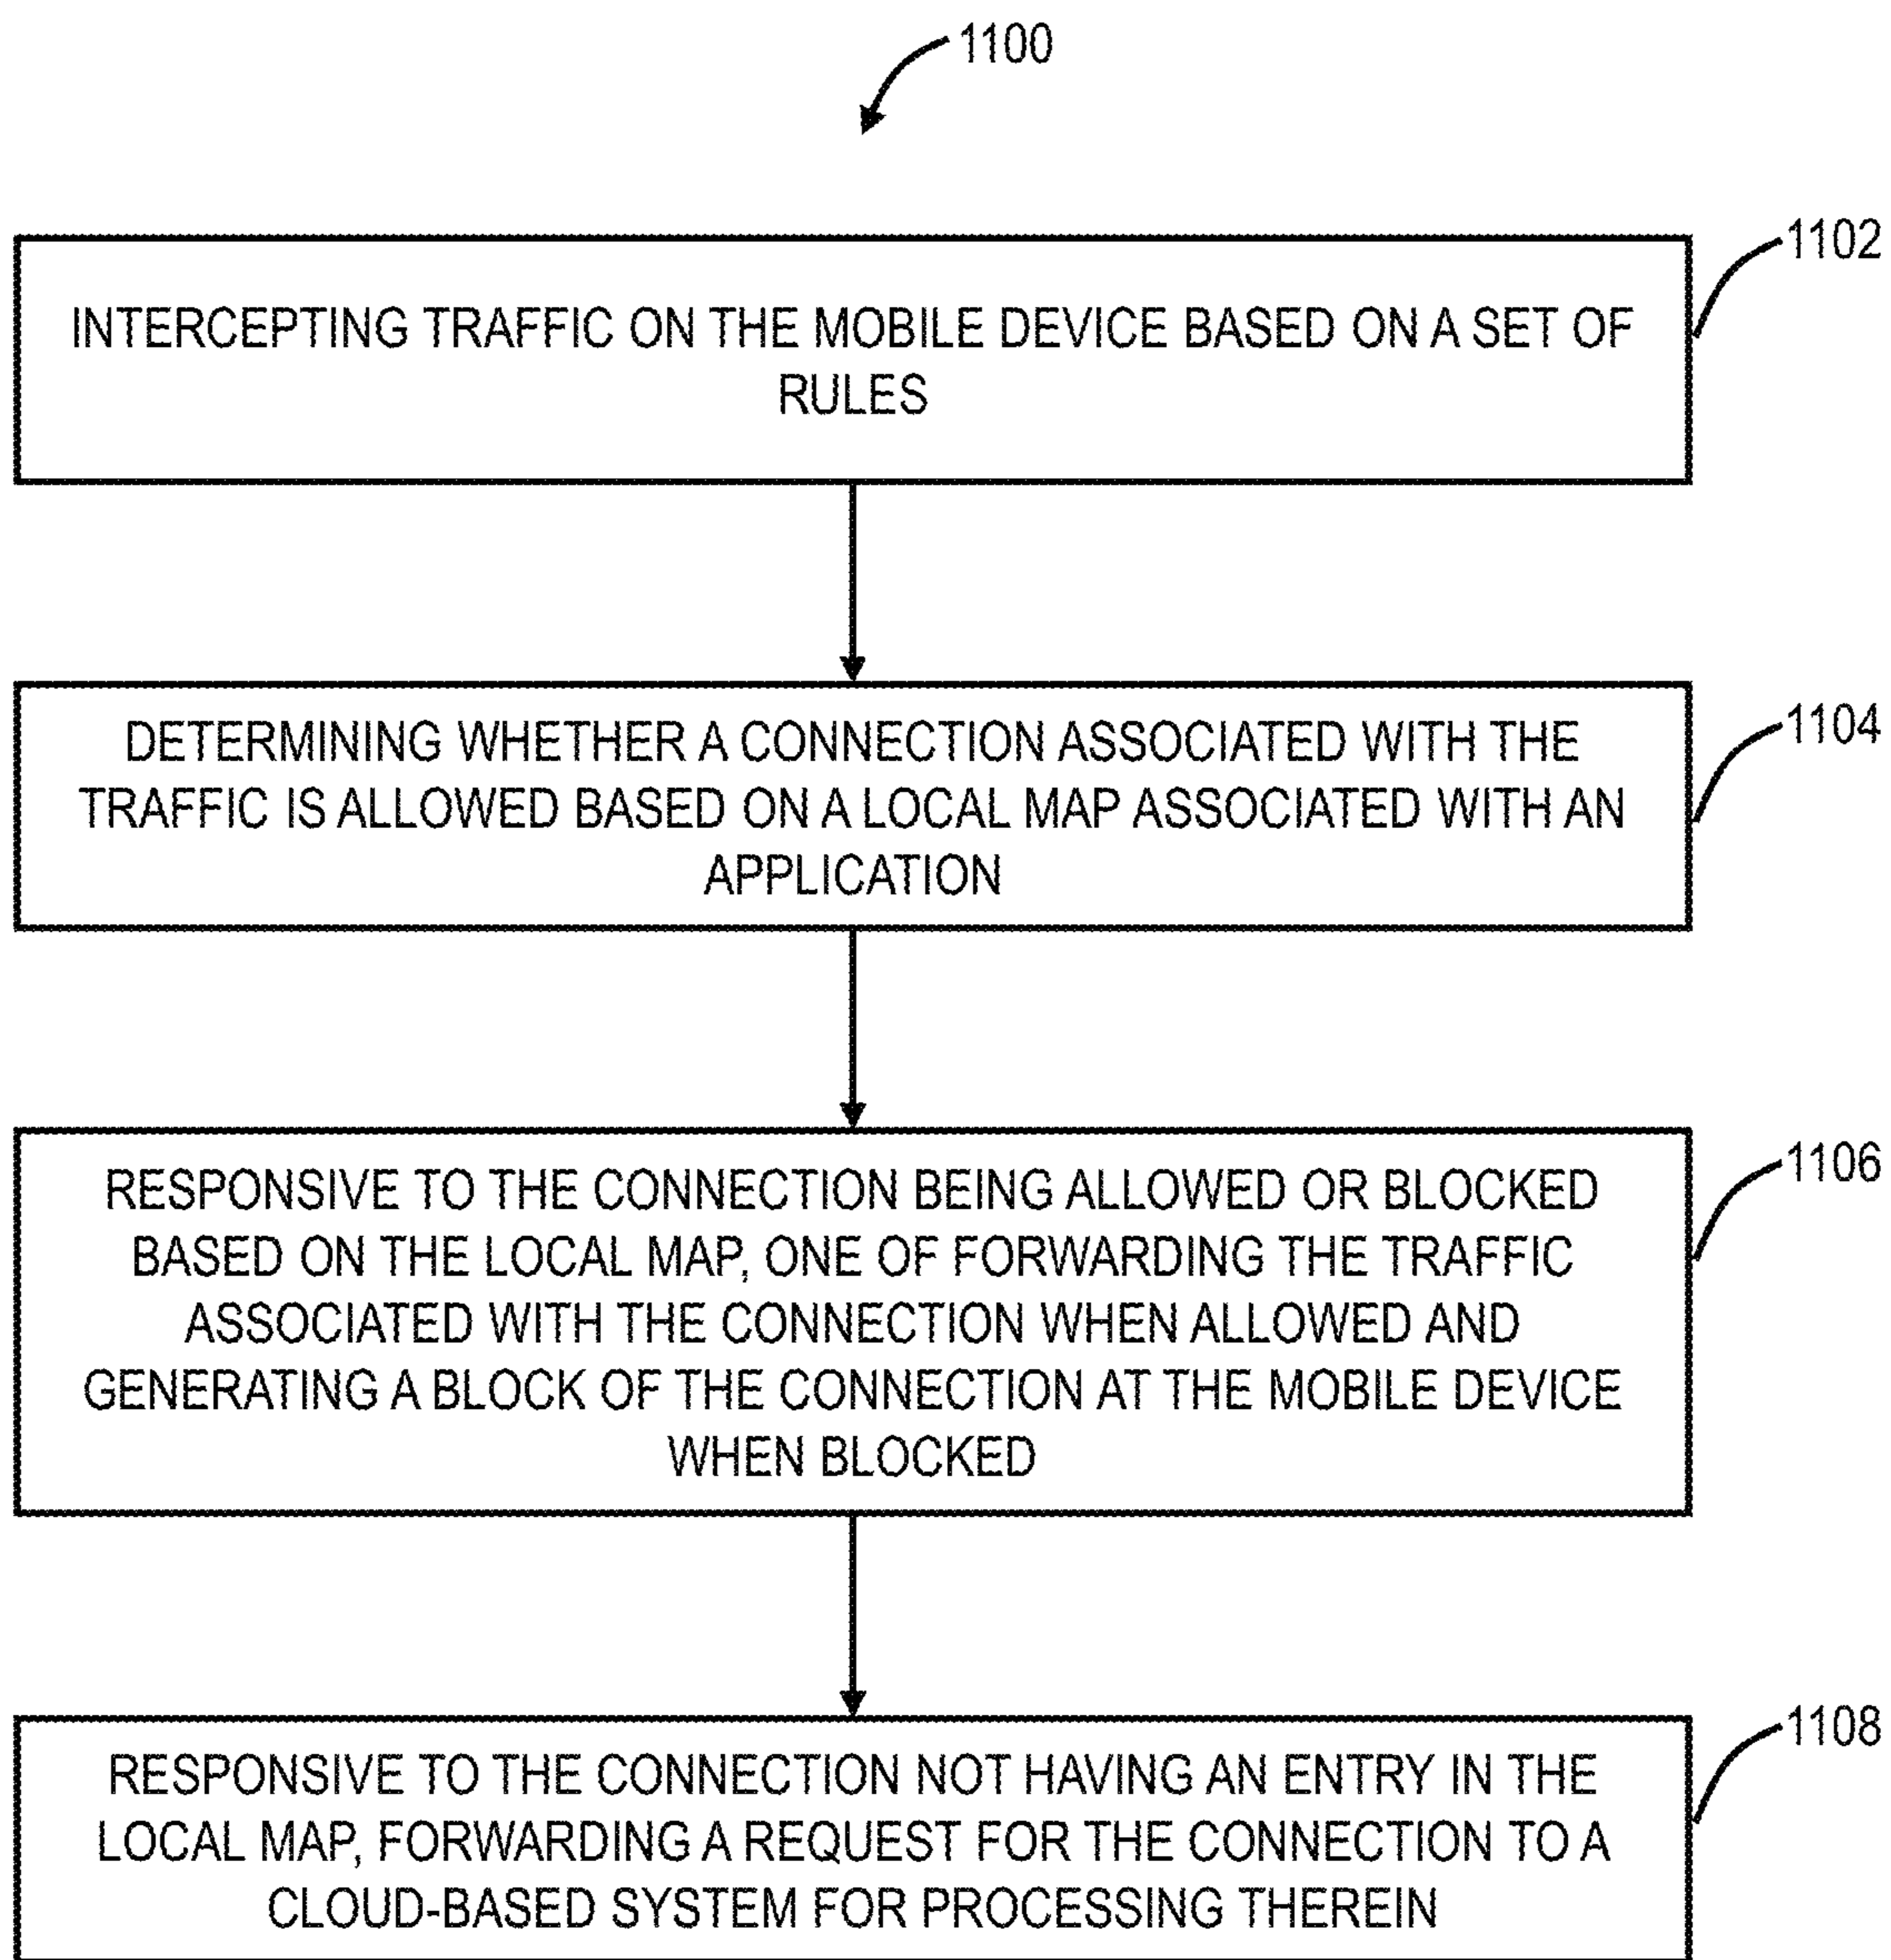 1100
1102
INTERCEPTING TRAFFIC ON THE MOBILE DEVICE BASED ON A SET OF
RULES
1104
DETERMINING WHETHER A CONNECTION ASSOCIATED WITH THE
TRAFFIC IS ALLOWED BASED ON A LOCAL MAP ASSOCIATED WITH AN
APPLICATION
1106
RESPONSIVE TO THE CONNECTION BEING ALLOWED OR BLOCKED
BASED ON THE LOCAL MAP, ONE OF FORWARDING THE TRAFFIC
ASSOCIATED WITH THE CONNECTION WHEN ALLOWED AND
GENERATING A BLOCK OF THE CONNECTION AT THE MOBILE DEVICE
WHEN BLOCKED
1108
RESPONSIVE TO THE CONNECTION NOT HAVING AN ENTRY IN THE
LOCAL MAP, FORWARDING A REQUEST FOR THE CONNECTION TO A
CLOUD-BASED SYSTEM FOR PROCESSING THEREIN